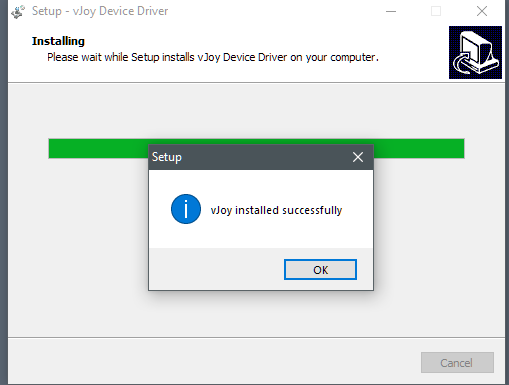 Setup - vJoy Device Driver
Installing
Please wait while Setup installs vJoy Device Driver on your computer.
Setup
vJoy installed successfully
OK
Cancel